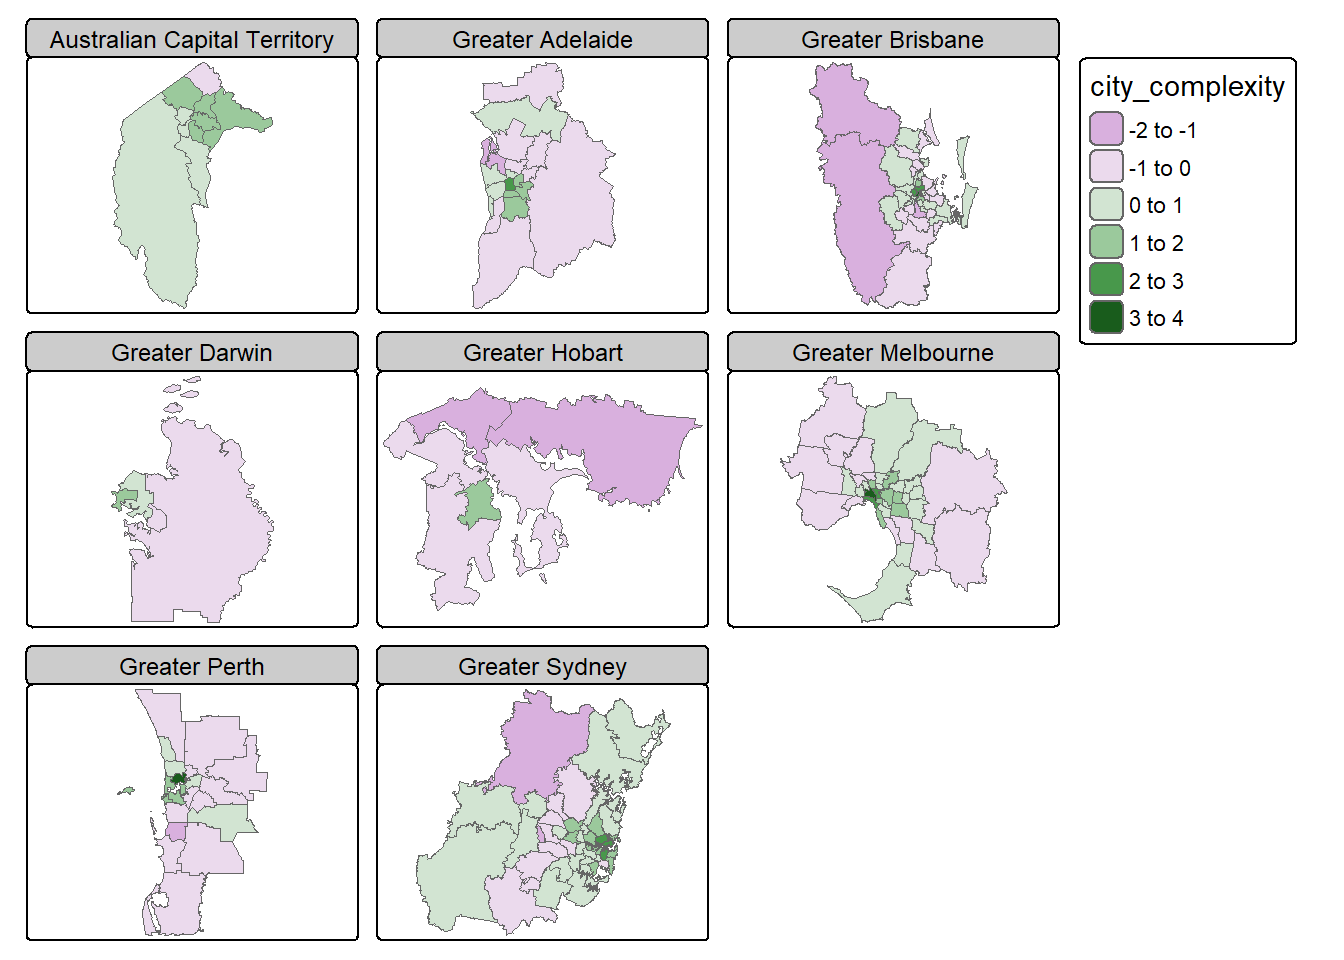 Australian Capital Territory
Greater Adelaide
Greater Brisbane
city_complexity
-2 to -1
-1 to 0
0 to 1
1 to 2
2 to 3
3 to 4
Greater Darwin
Greater Hobart
Greater Melbourne
Greater Perth
Greater Sydney